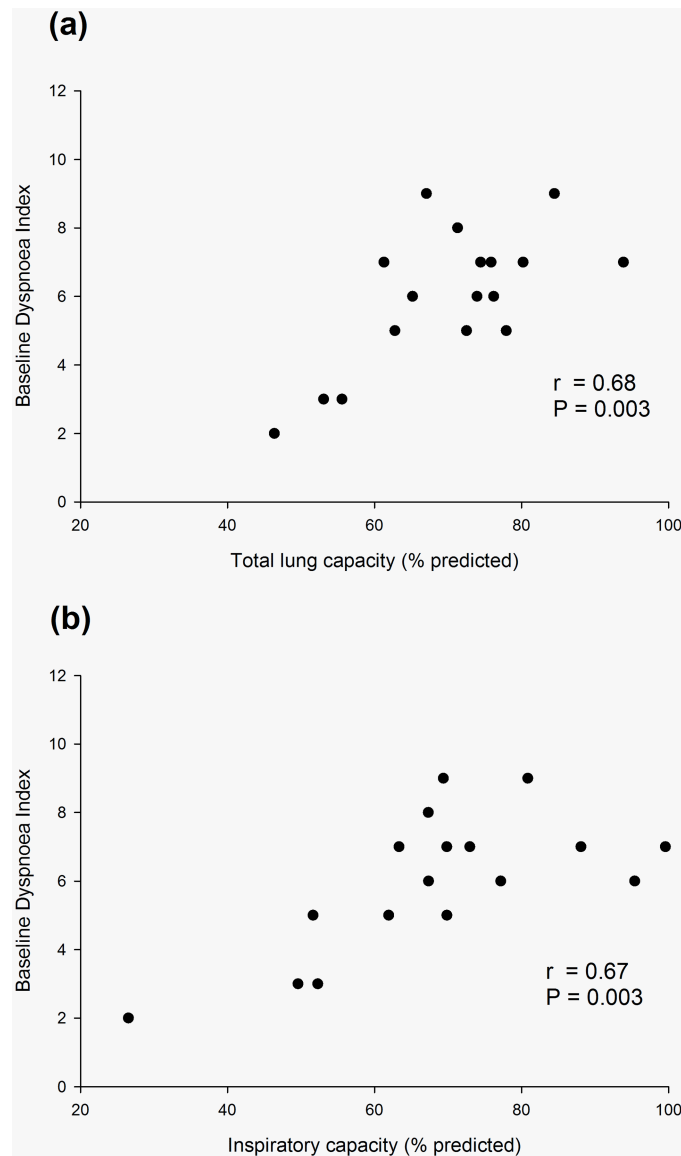 (a)
12
10
8
6
4
2
0
Baseline Dyspnoea Index
r = 0.68
P = 0.003
20 40 60 80 100
Total lung capacity (% predicted)
(b)
12
10
8
6
4
2
0
Baseline Dyspnoea Index
r = 0.67
P = 0.003
20 40 60 80 100
Inspiratory capacity (% predicted)